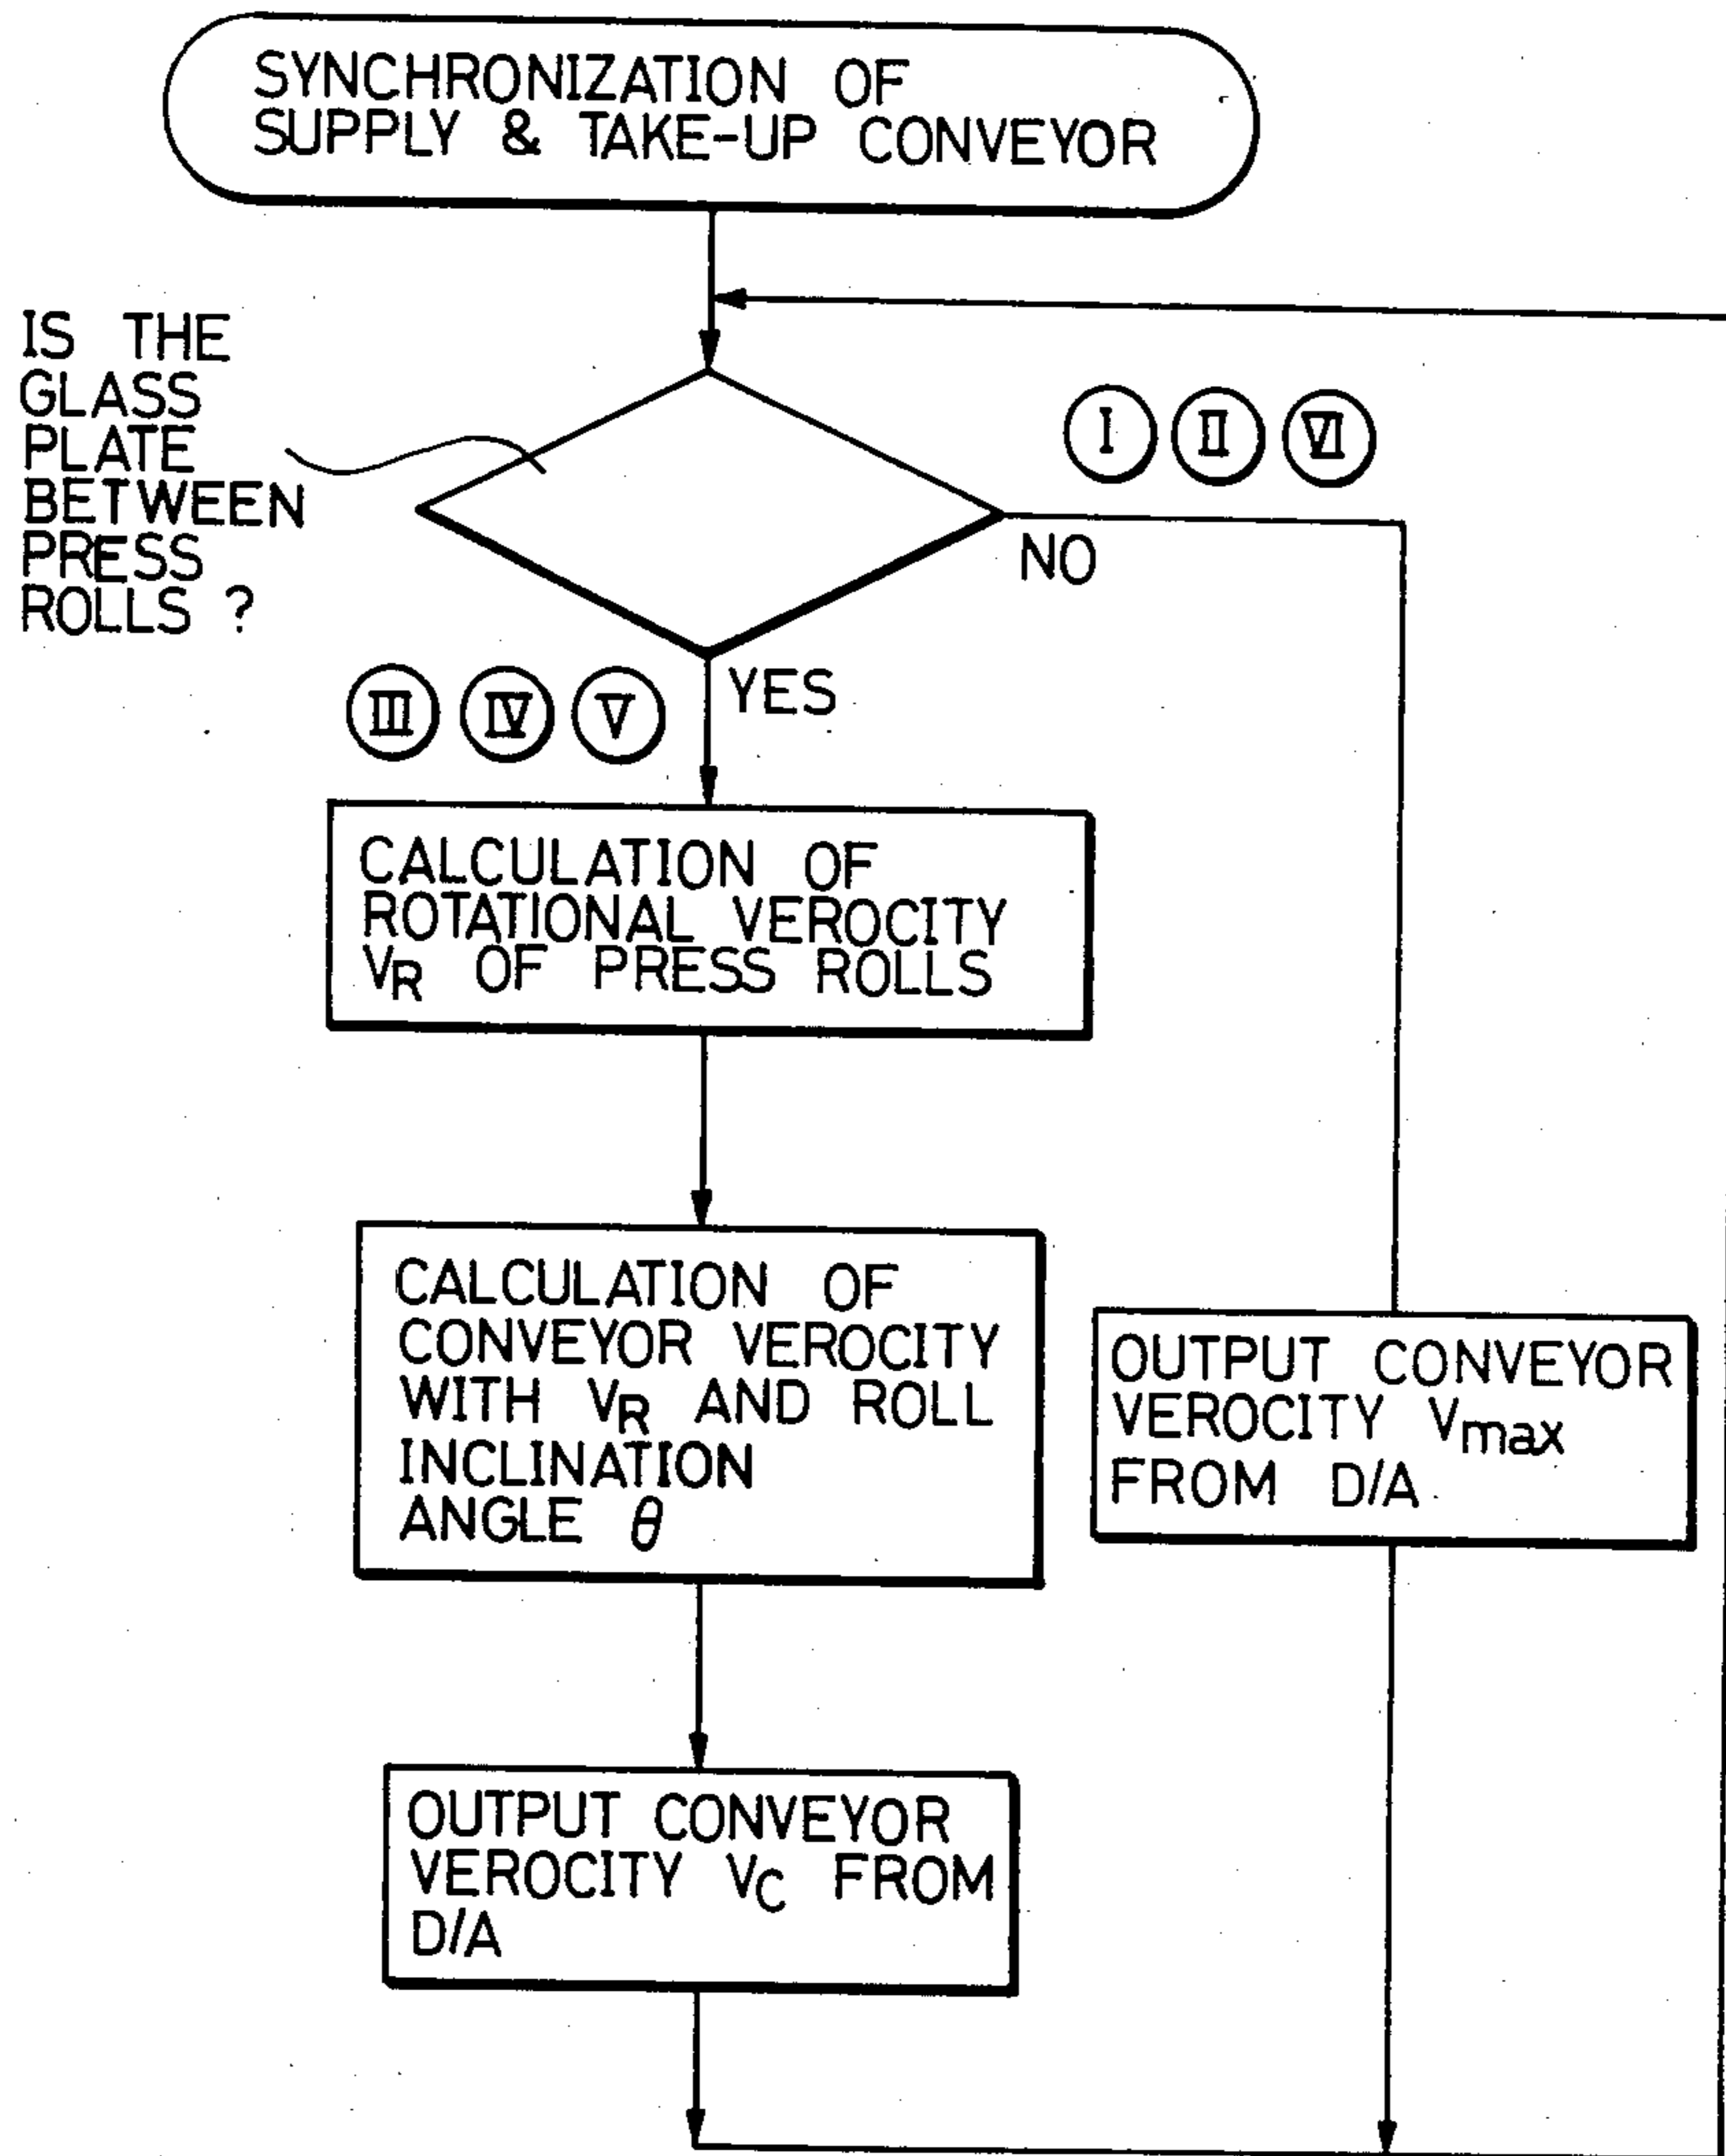 SYNCHRONIZATION OF
SUPPLY & TAKE-UP CONVEYOR
IS THE
GLASS
PLATE
BETWEEN
PRESS
ROLLS ?
I II VI
NO
III IV V
YES
CALCULATION OF
ROTATIONAL VEROCITY
VR OF PRESS ROLLS
CALCULATION OF
CONVEYOR VEROCITY
WITH VR AND ROLL
INCLINATION
ANGLE θ
OUTPUT CONVEYOR
VEROCITY Vmax
FROM D/A
OUTPUT CONVEYOR
VEROCITY VC FROM
D/A